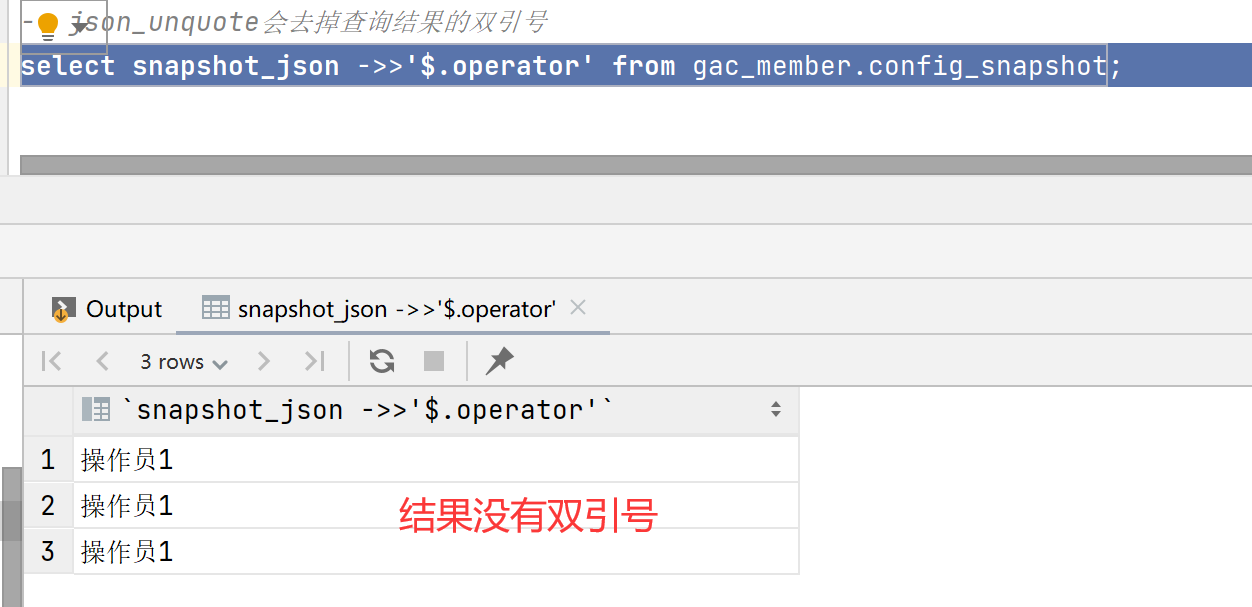 json_unquote会去掉查询结果的双引号
select snapshot_json ->>'$.operator' from gac_member.config_snapshot;
Output
snapshot_json ->>'$.operator'
3 rows
`snapshot_json ->>'$.operator'`
1 操作员1
2 操作员1
3 操作员1
结果没有双引号